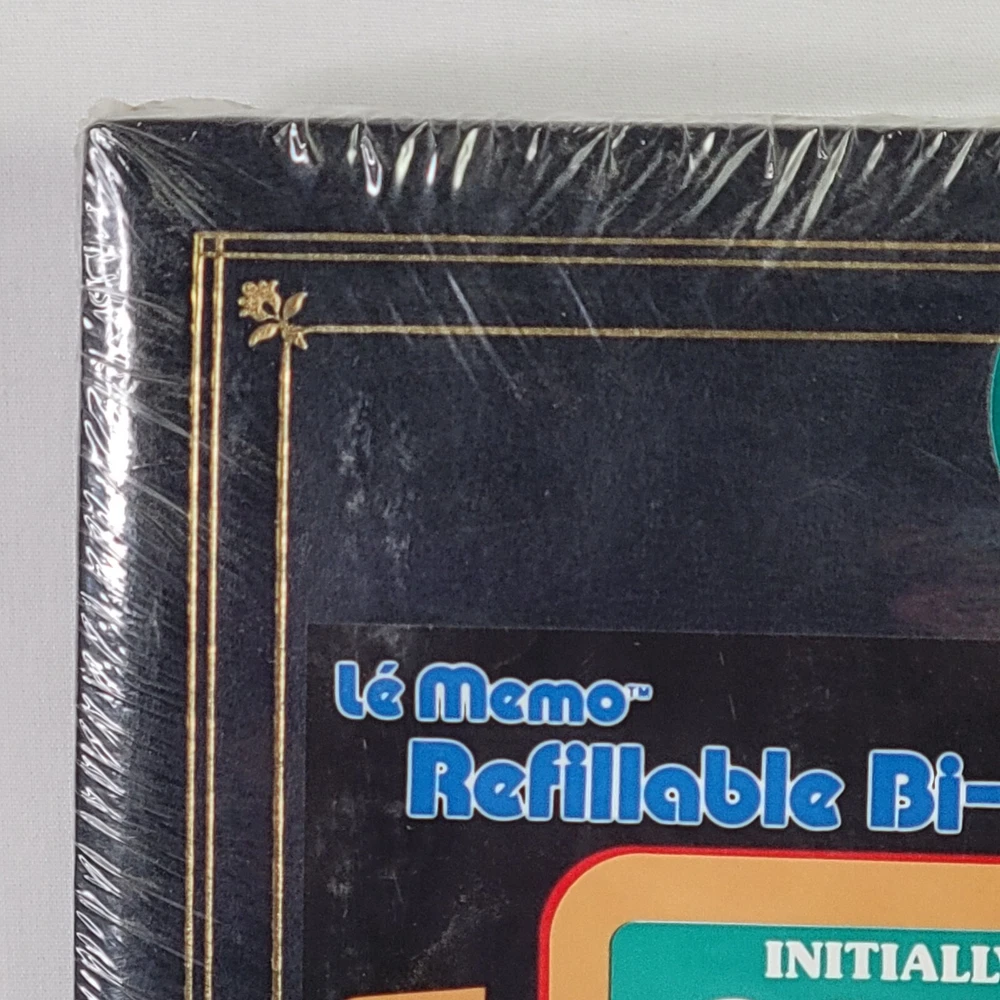 Lé Memo™
Refillable Bi-
INITIALLY